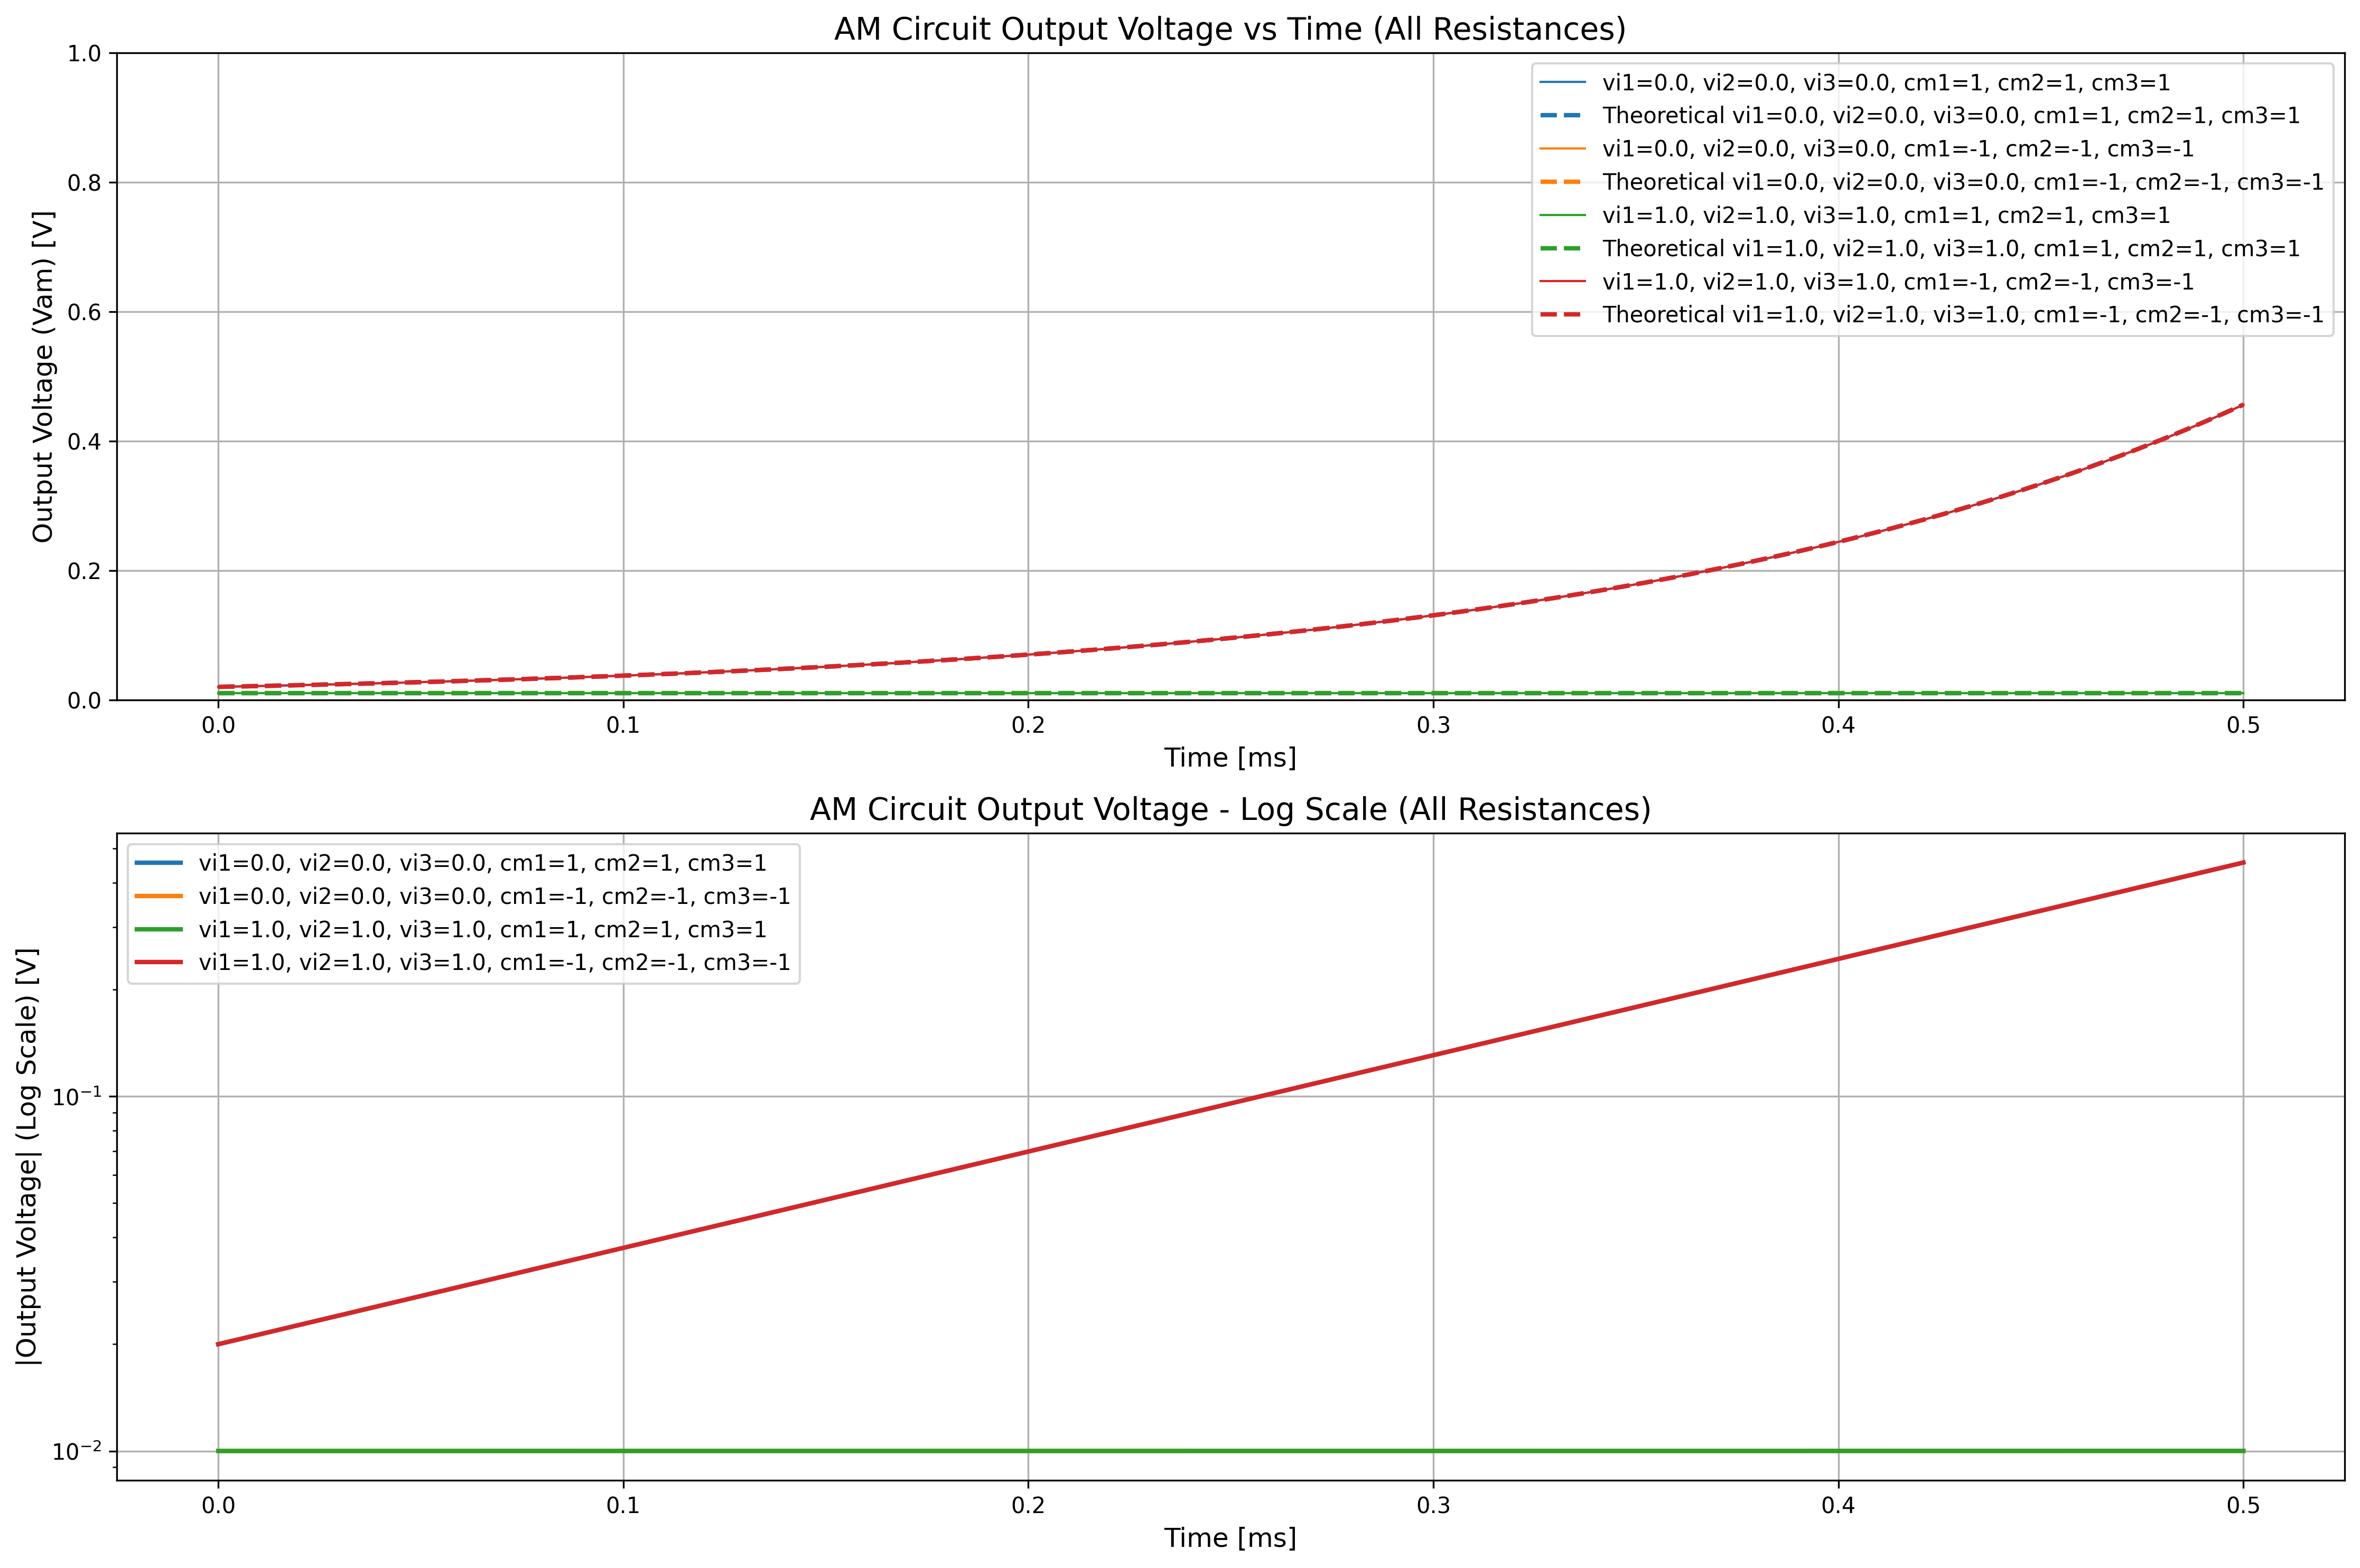 AM Circuit Output Voltage vs Time (All Resistances)
Output Voltage (Vam) [V]
1.0
0.8
0.6
0.4
0.2
0.0
vi1=0.0, vi2=0.0, vi3=0.0, cm1=1, cm2=1, cm3=1
Theoretical vi1=0.0, vi2=0.0, vi3=0.0, cm1=1, cm2=1, cm3=1
vi1=0.0, vi2=0.0, vi3=0.0, cm1=-1, cm2=-1, cm3=-1
Theoretical vi1=0.0, vi2=0.0, vi3=0.0, cm1=-1, cm2=-1, cm3=-1
vi1=1.0, vi2=1.0, vi3=1.0, cm1=1, cm2=1, cm3=1
Theoretical vi1=1.0, vi2=1.0, vi3=1.0, cm1=1, cm2=1, cm3=1
vi1=1.0, vi2=1.0, vi3=1.0, cm1=-1, cm2=-1, cm3=-1
Theoretical vi1=1.0, vi2=1.0, vi3=1.0, cm1=-1, cm2=-1, cm3=-1
0.0 0.1 0.2 0.3 0.4 0.5
Time [ms]
AM Circuit Output Voltage - Log Scale (All Resistances)
|Output Voltage| (Log Scale) [V]
vi1=0.0, vi2=0.0, vi3=0.0, cm1=1, cm2=1, cm3=1
vi1=0.0, vi2=0.0, vi3=0.0, cm1=-1, cm2=-1, cm3=-1
vi1=1.0, vi2=1.0, vi3=1.0, cm1=1, cm2=1, cm3=1
vi1=1.0, vi2=1.0, vi3=1.0, cm1=-1, cm2=-1, cm3=-1
10⁻¹
10⁻²
0.0 0.1 0.2 0.3 0.4 0.5
Time [ms]